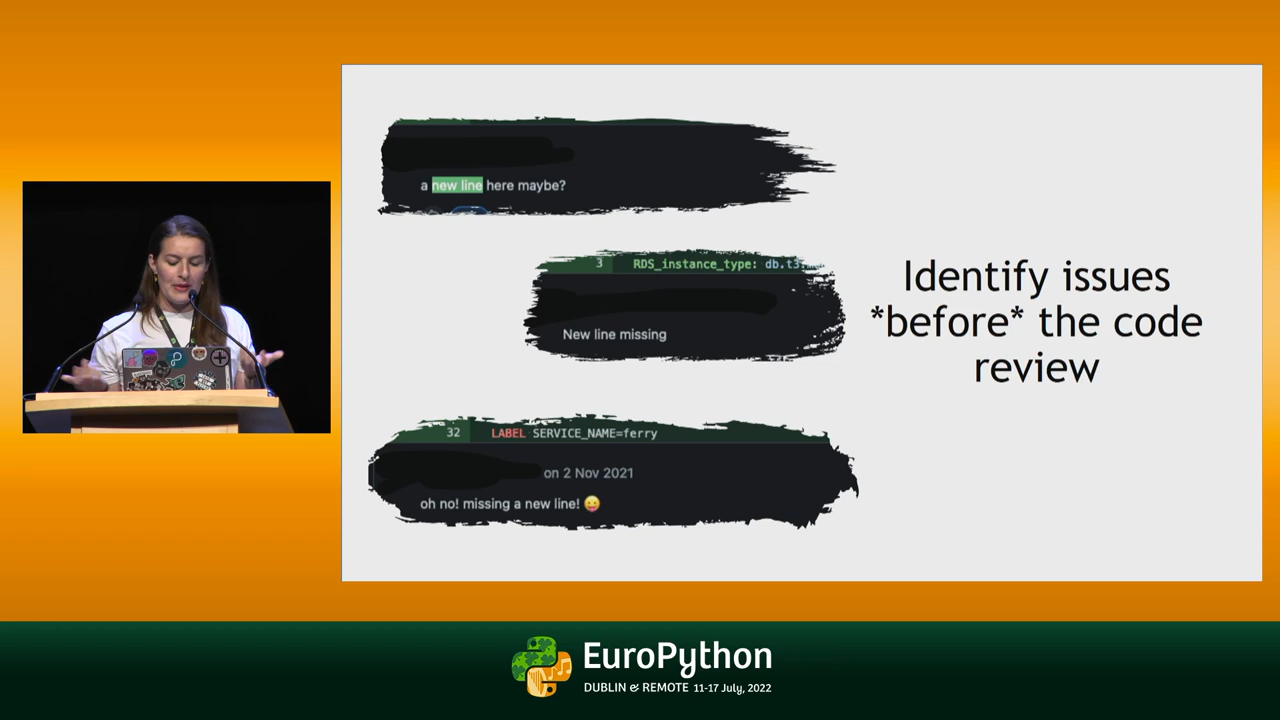 a new line here maybe?
3 RDS_instance_type: db.t3
New line missing
32 LABEL SERVICE_NAME=ferry
on 2 Nov 2021
oh no! missing a new line! 😛
Identify issues
*before* the code
review
EuroPython
DUBLIN & REMOTE 11-17 July, 2022